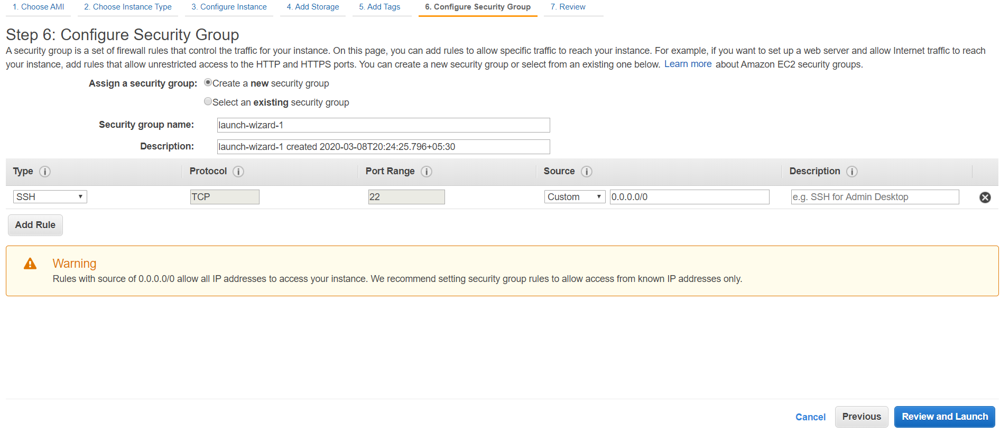 1. Choose AMI 2. Choose Instance Type 3. Configure Instance 4. Add Storage 5. Add Tags 6. Configure Security Group 7. Review
Step 6: Configure Security Group
A security group is a set of firewall rules that control the traffic for your instance. On this page, you can add rules to allow specific traffic to reach your instance. For example, if you want to set up a web server and allow Internet traffic to reach
your instance, add rules that allow unrestricted access to the HTTP and HTTPS ports. You can create a new security group or select from an existing one below. Learn more about Amazon EC2 security groups.
Assign a security group: Create a new security group
Select an existing security group
Security group name: launch-wizard-1
Description: launch-wizard-1 created 2020-03-08T20:24:25.796+05:30
Type i Protocol i Port Range i Source i Description i
SSH TCP 22 Custom 0.0.0.0/0 e.g. SSH for Admin Desktop
Add Rule
Warning
Rules with source of 0.0.0.0/0 allow all IP addresses to access your instance. We recommend setting security group rules to allow access from known IP addresses only.
Cancel Previous Review and Launch